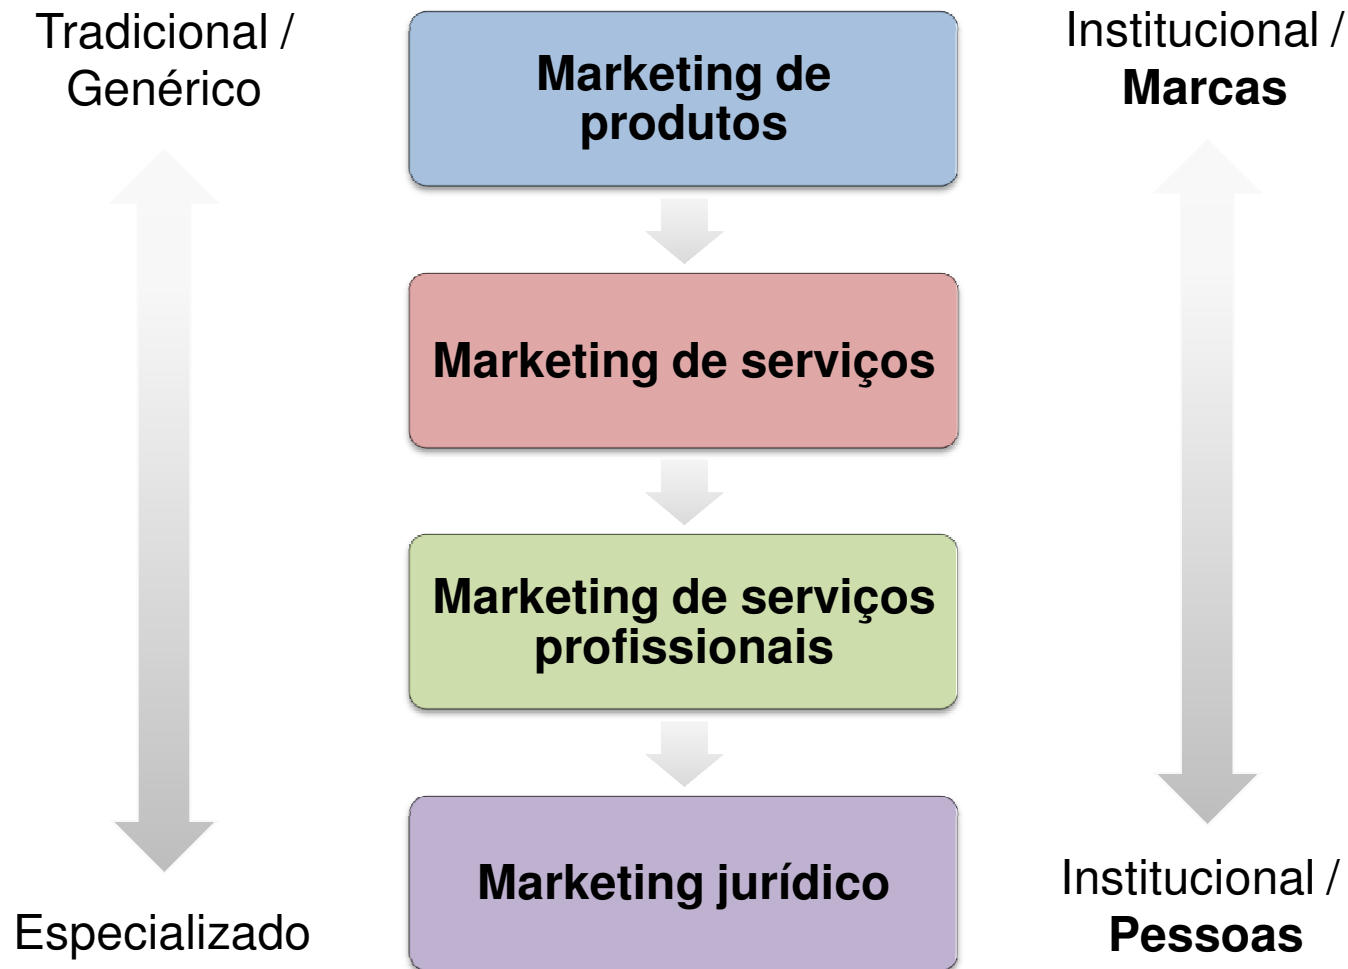 Tradicional /
Genérico
Marketing de
produtos
Institucional /
Marcas
Marketing de serviços
Marketing de serviços
profissionais
Marketing jurídico
Especializado
Institucional /
Pessoas